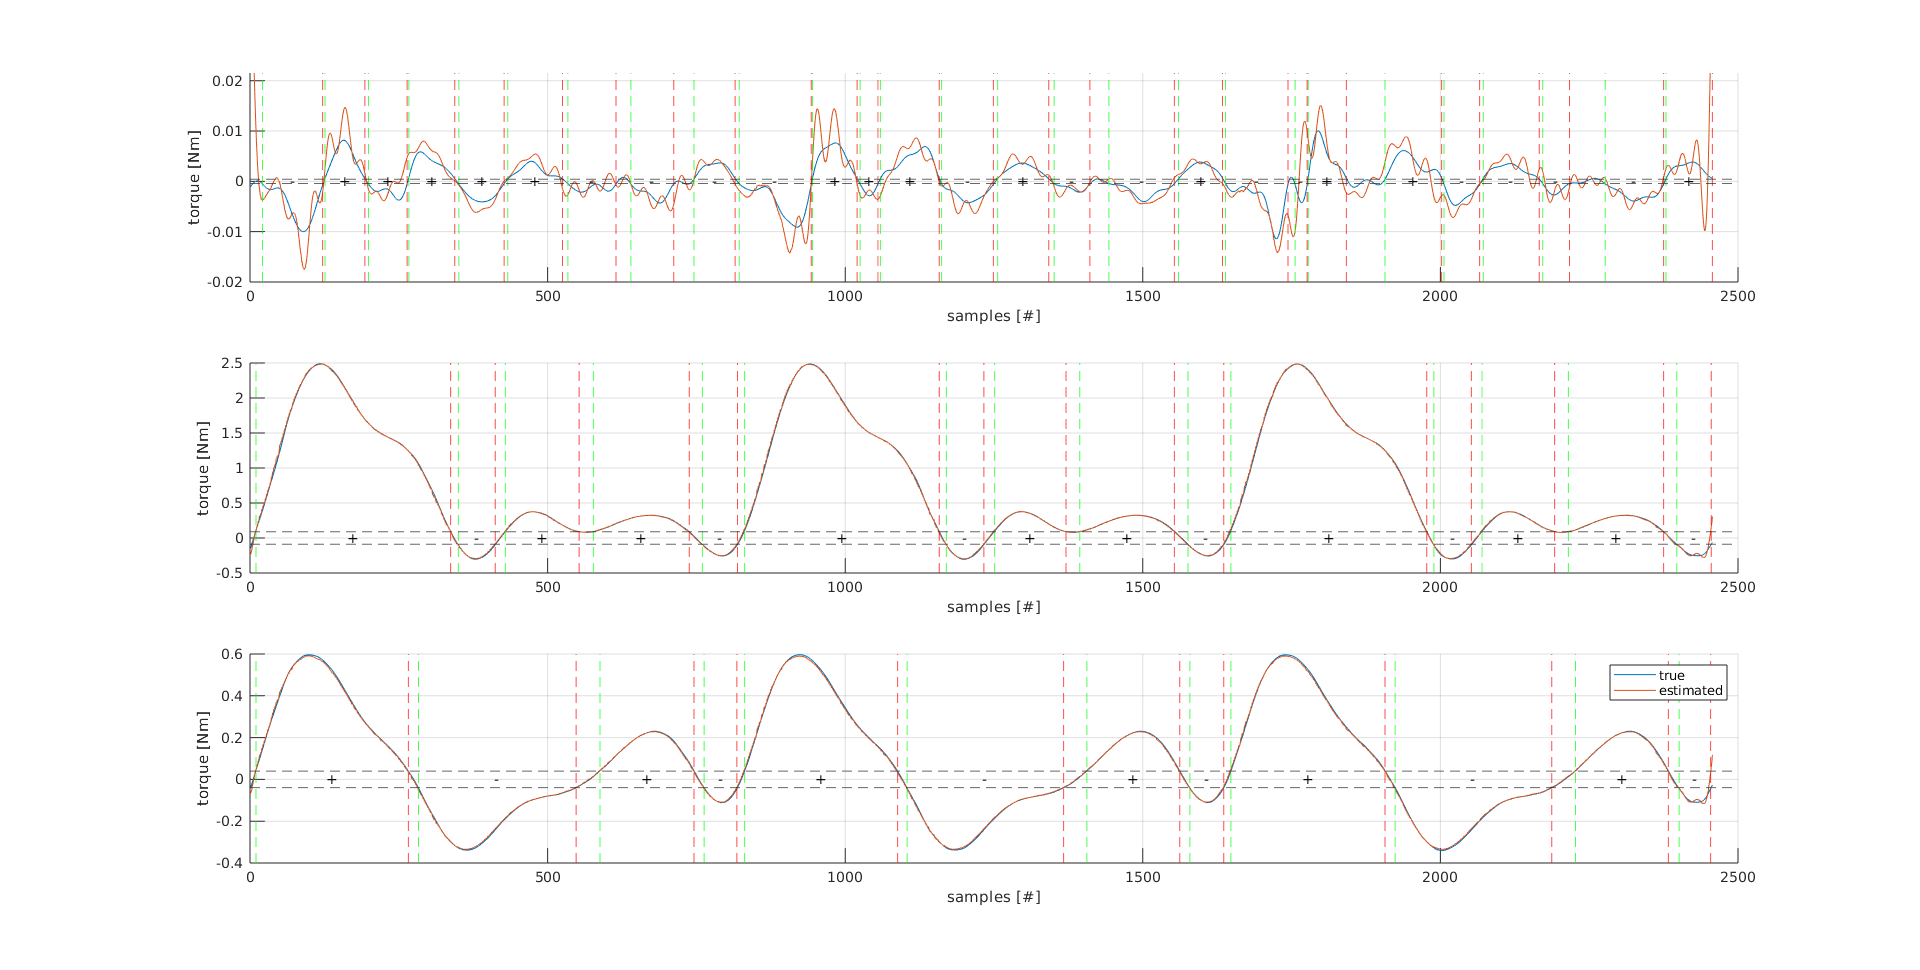 0.02
0.01
0
-0.01
-0.02
torque [Nm]
- + + + + + - - - - - + + + - + - - - + - + + - - - - +
0 500 1000 1500 2000 2500
samples [#]
2.5
2
1.5
1
0.5
0
-0.5
torque [Nm]
+ - + + - + - + + - + - + + -
0 500 1000 1500 2000 2500
samples [#]
0.6
0.4
0.2
0
-0.2
-0.4
torque [Nm]
true
estimated
+ - + - + - + - + - + -
0 500 1000 1500 2000 2500
samples [#]